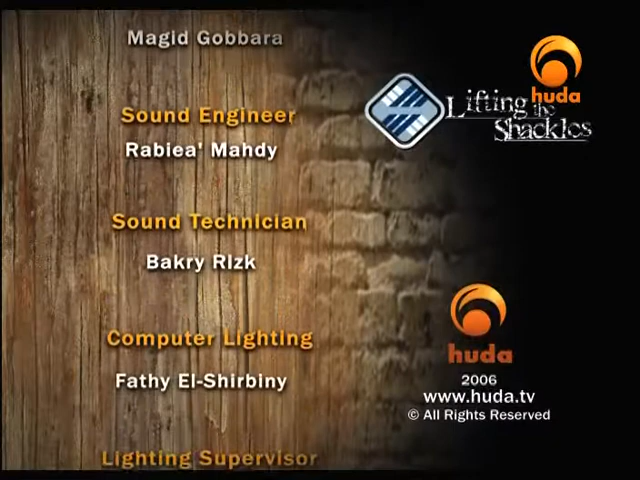 Magid Gobbara
Sound Engineer
Rabiea' Mahdy
Sound Technician
Bakry Rizk
Computer Lighting
Fathy El-Shirbiny
Lighting Supervisor
huda
Lifting the
Shackles
huda
2006
www.huda.tv
© All Rights Reserved